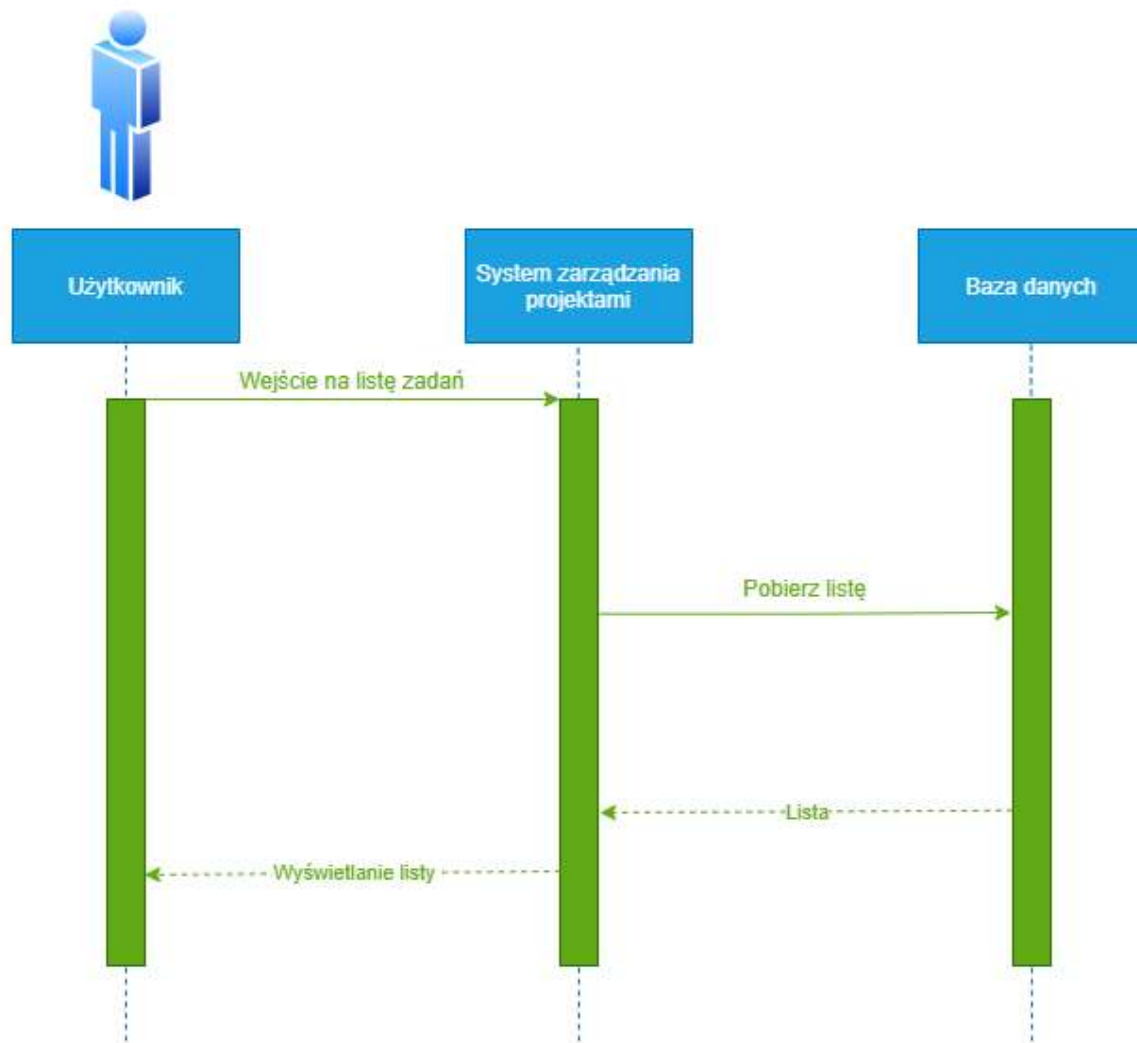 Użytkownik
System zarządzania
projektami
Baza danych
Wejście na listę zadań
Pobierz listę
Lista
Wyświetlanie listy